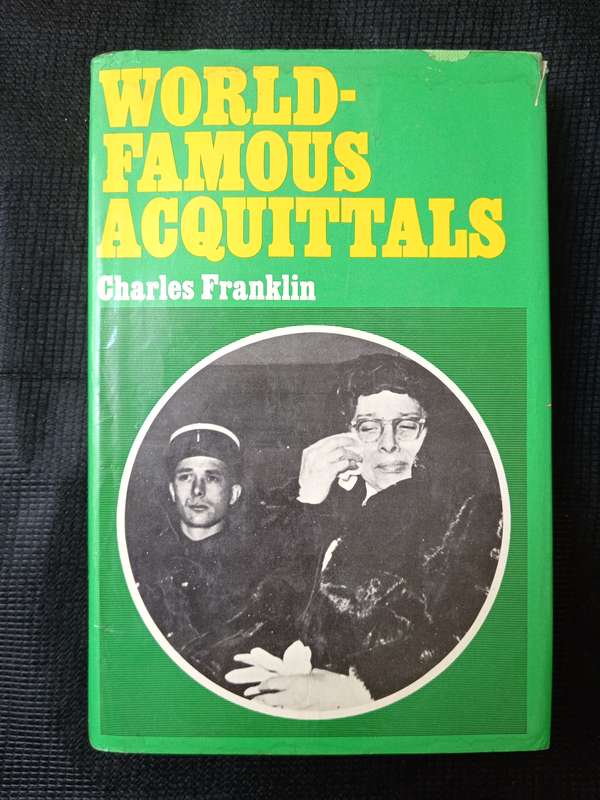 WORLD-
FAMOUS
ACQUITTALS
Charles Franklin